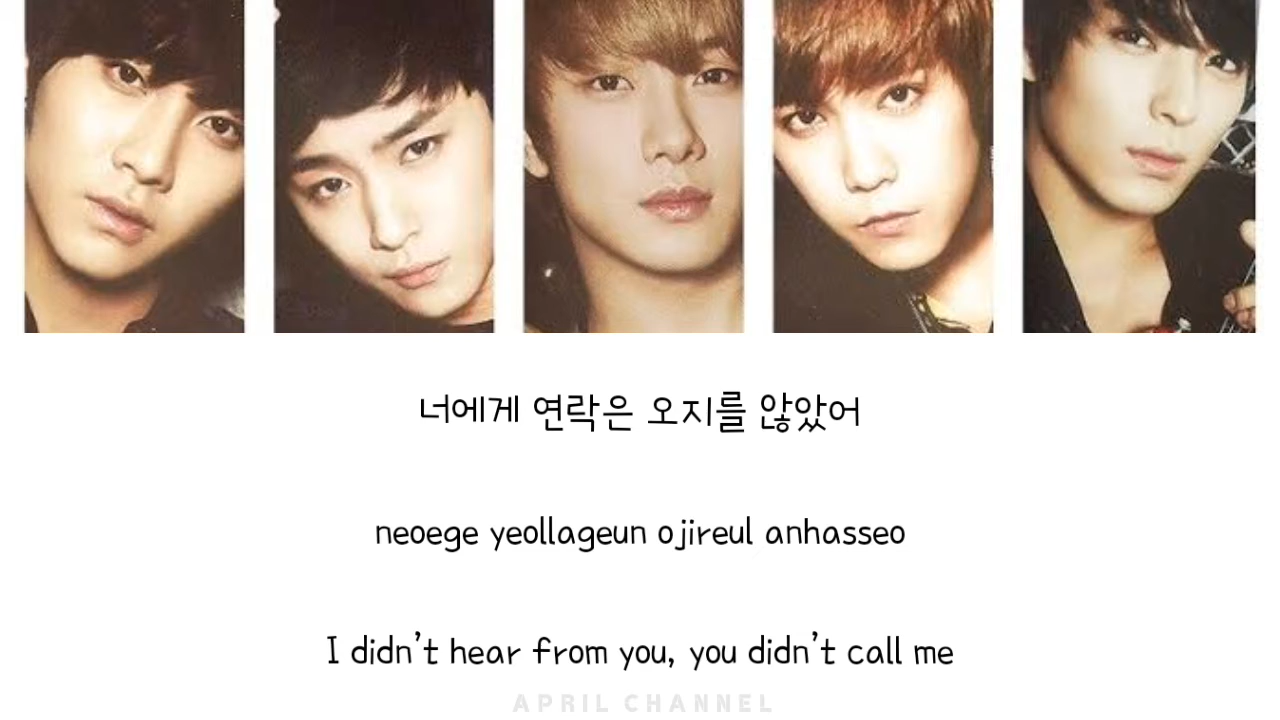 너에게 연락은 오지를 않았어
neoege yeollageun ojireul anhasseo
I didn't hear from you, you didn't call me
APRIL CHANNEL